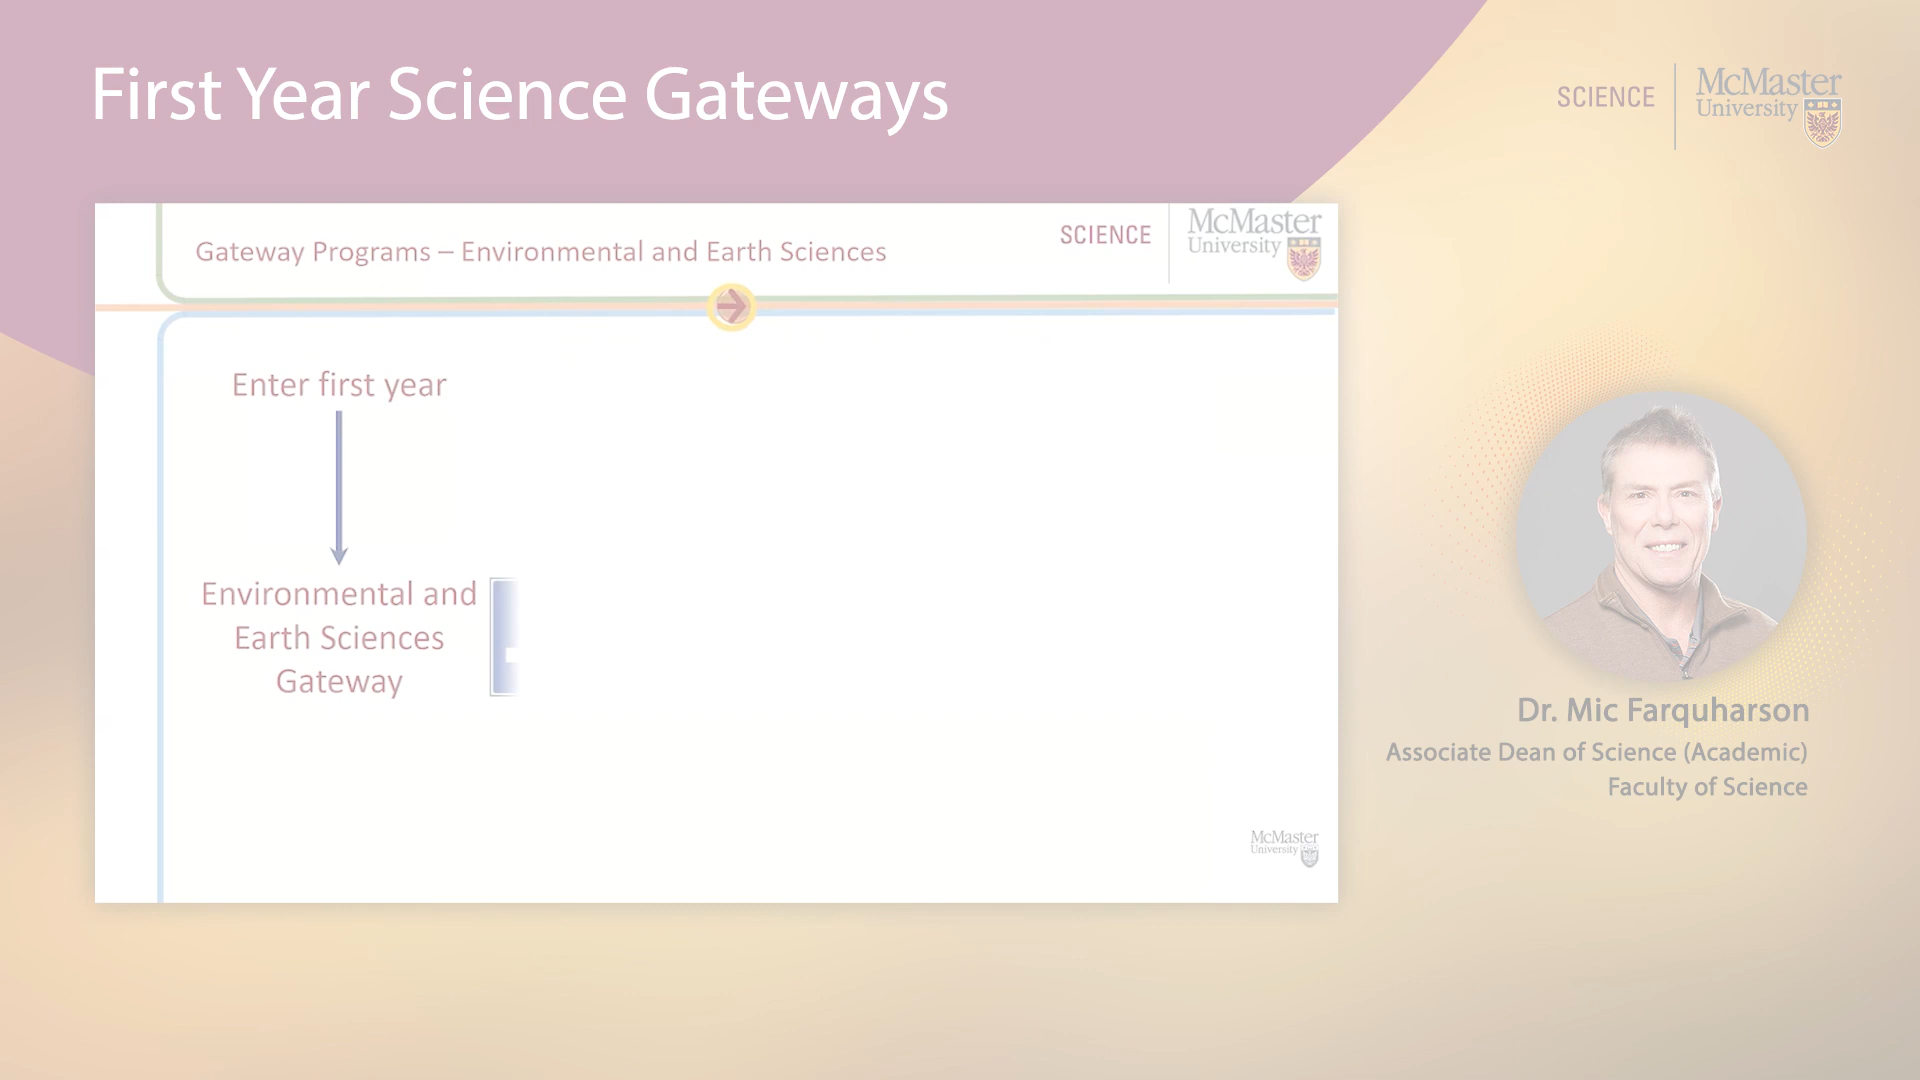 First Year Science Gateways
SCIENCE
McMaster
University
Gateway Programs – Environmental and Earth Sciences
SCIENCE
McMaster
University
Enter first year
Environmental and
Earth Sciences
Gateway
McMaster
University
Dr. Mic Farquharson
Associate Dean of Science (Academic)
Faculty of Science